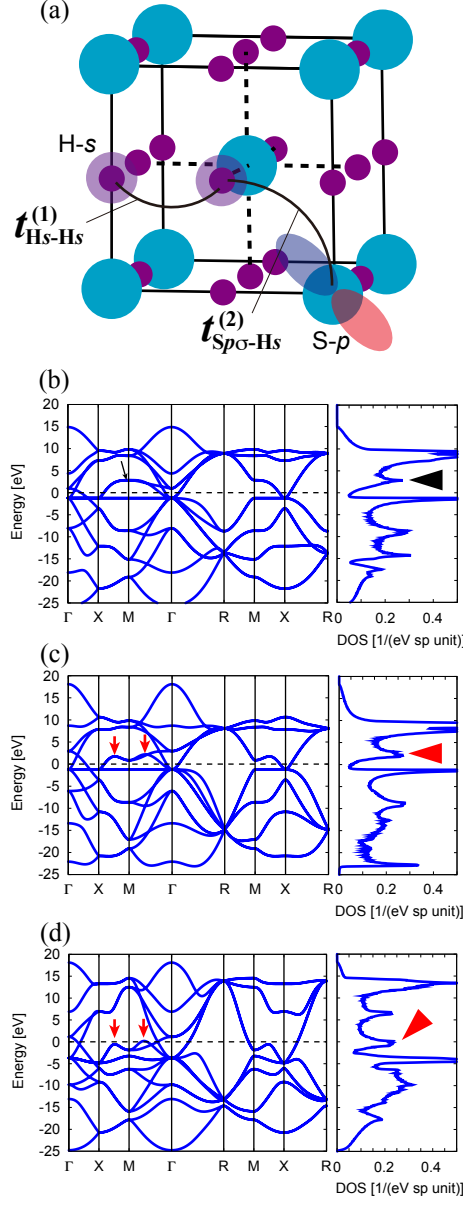 (a)
H-s
t(1)Hs-Hs
t(2)Spσ-Hs
S-p
(b)
20
15
10
5
0
-5
-10
-15
-20
-25
Energy [eV]
Γ X M Γ R M X R0 0.2 0.4
DOS [1/(eV sp unit)]
(c)
20
15
10
5
0
-5
-10
-15
-20
-25
Energy [eV]
Γ X M Γ R M X R0 0.2 0.4
DOS [1/(eV sp unit)]
(d)
20
15
10
5
0
-5
-10
-15
-20
-25
Energy [eV]
Γ X M Γ R M X R0 0.2 0.4
DOS [1/(eV sp unit)]